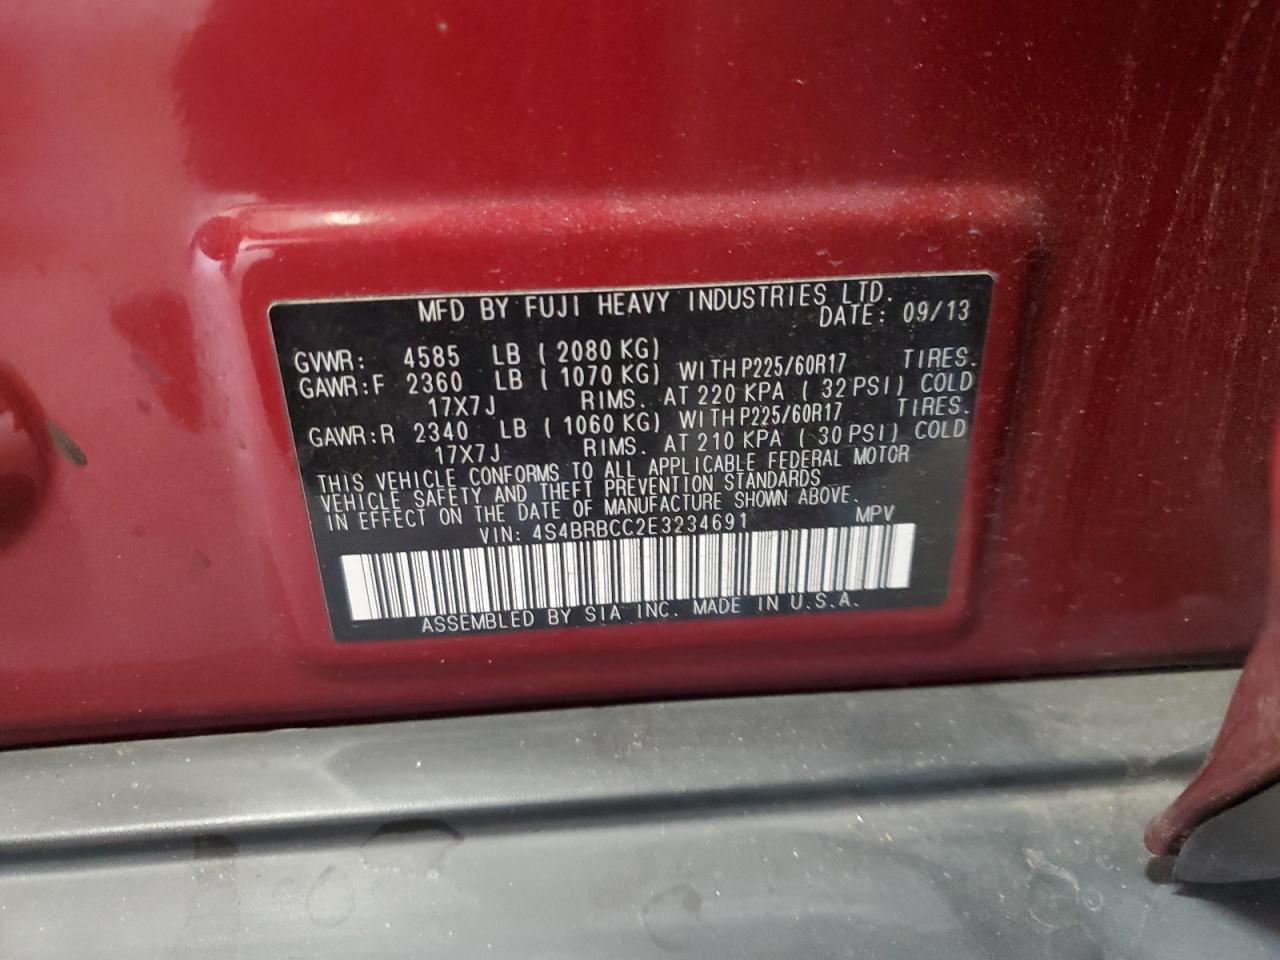 MFD BY FUJI HEAVY INDUSTRIES LTD.
DATE: 09/13
GVWR: 4585 LB ( 2080 KG)
GAWR:F 2360 LB ( 1070 KG) WITH P225/60R17 TIRES.
17X7J RIMS. AT 220 KPA ( 32 PSI) COLD
GAWR:R 2340 LB ( 1060 KG) WITH P225/60R17 TIRES.
17X7J RIMS. AT 210 KPA ( 30 PSI) COLD
THIS VEHICLE CONFORMS TO ALL APPLICABLE FEDERAL MOTOR
VEHICLE SAFETY AND THEFT PREVENTION STANDARDS
IN EFFECT ON THE DATE OF MANUFACTURE SHOWN ABOVE.
VIN: 4S4BRBCC2E3234691 MPV
ASSEMBLED BY SIA INC. MADE IN U.S.A.